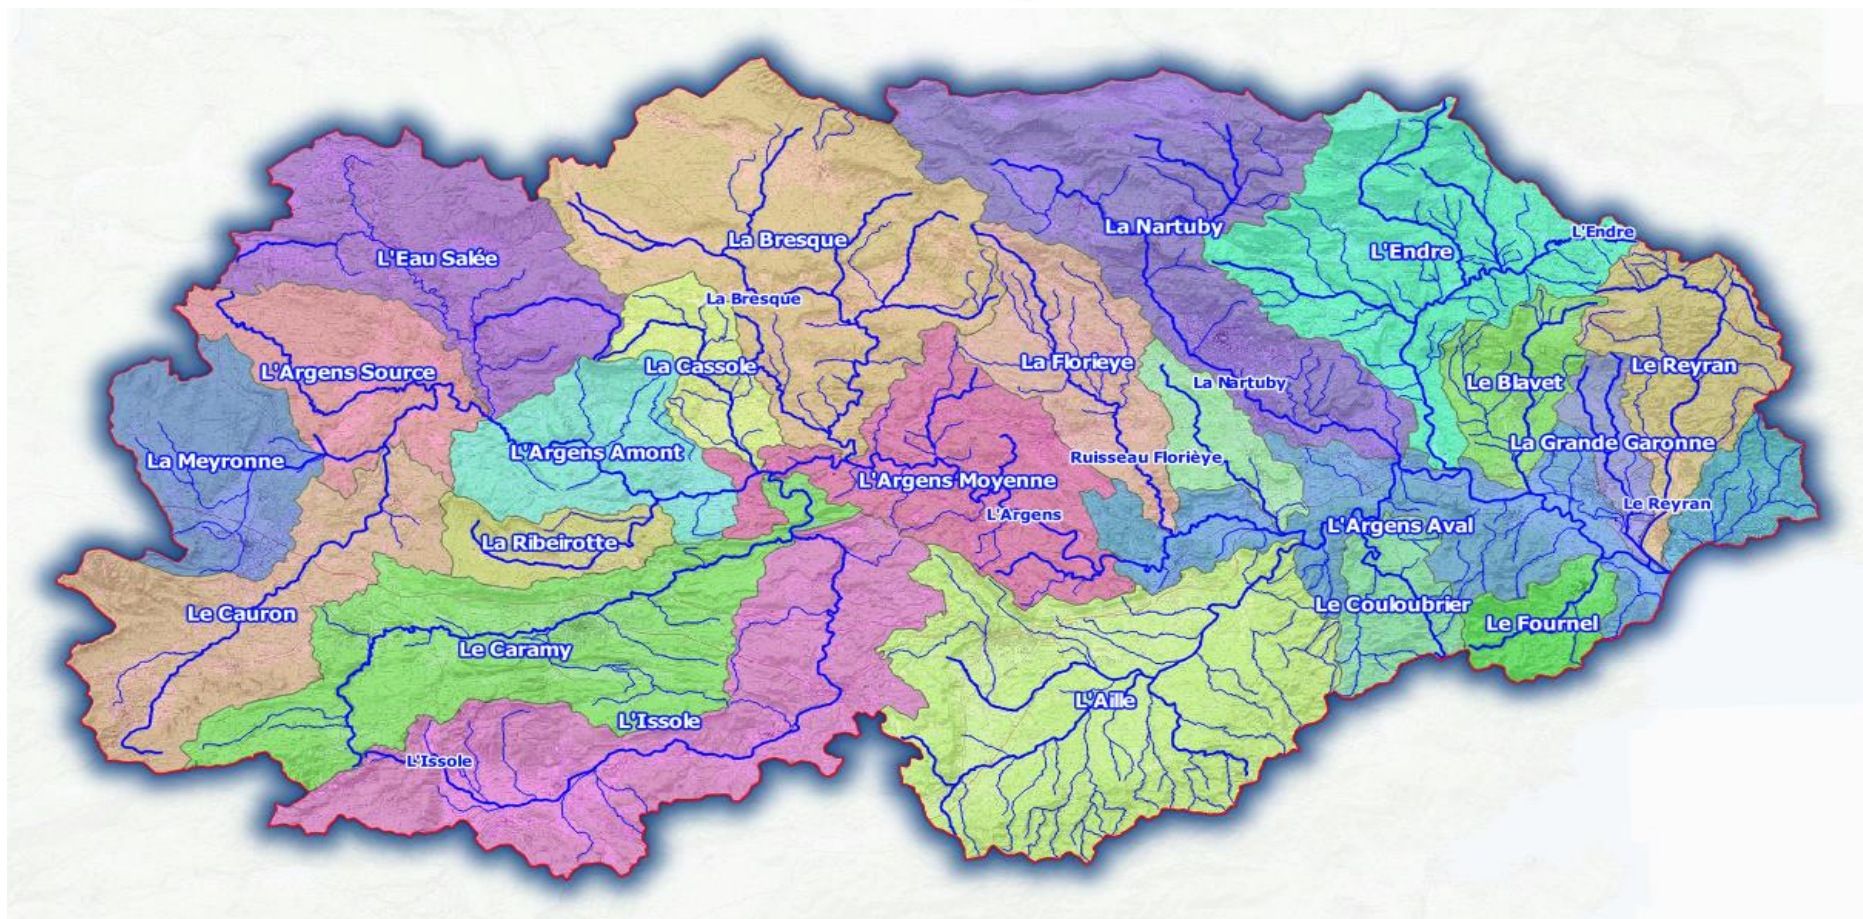 La Nartuby
L'Endre
La Bresque
L'Endre
L'Eau Salée
La Bresque
La Florieye
La Cassole
Le Reyran
L'Argens Source
La Nartuby
Le Blavet
La Grande Garonne
L'Argens Amont
La Meyronne
Ruisseau Florièye
L'Argens Moyenne
Le Reyran
L'Argens
L'Argens Aval
La Ribeirotte
Le Couloubrier
Le Cauron
Le Fournel
Le Caramy
L'Aille
L'Issole
L'Issole